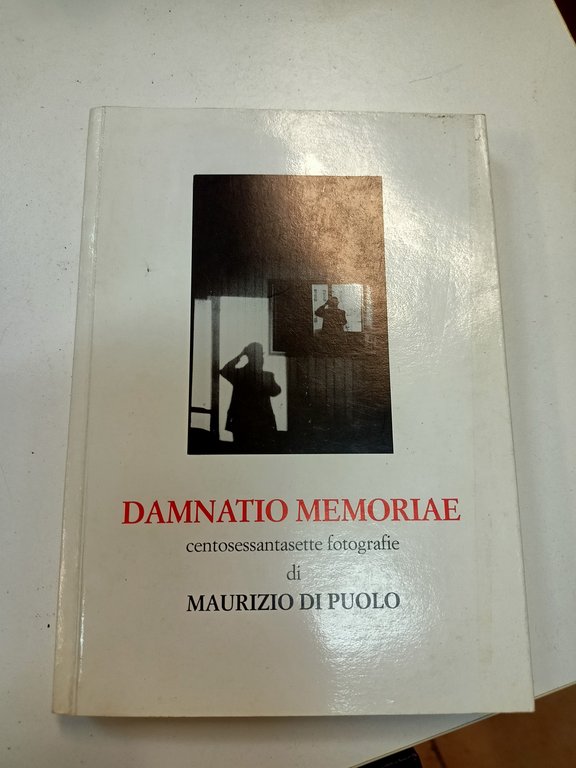 DAMNATIO MEMORIAE
centosessantasette fotografie
di
MAURIZIO DI PUOLO